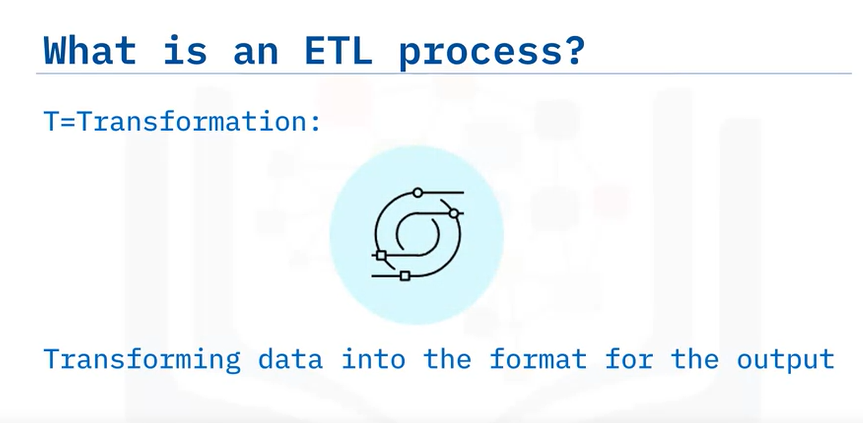 What is an ETL process?
T=Transformation:
Transforming data into the format for the output